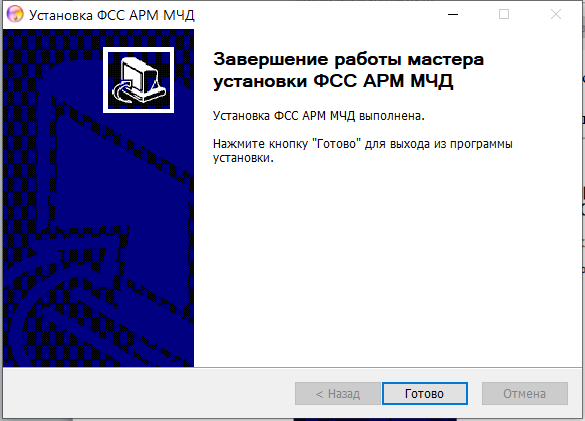 Установка ФСС АРМ МЧД
Завершение работы мастера
установки ФСС АРМ МЧД
Установка ФСС АРМ МЧД выполнена.
Нажмите кнопку "Готово" для выхода из программы
установки.
< Назад
Готово
Отмена